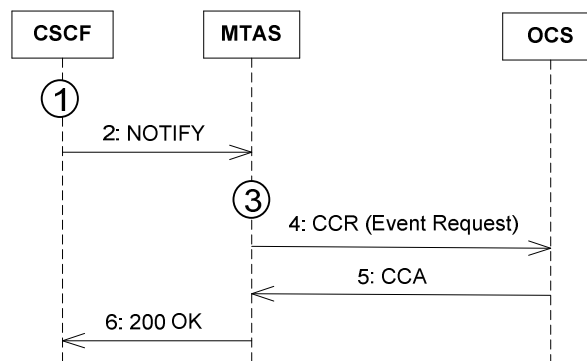 CSCF
MTAS
OCS
1
2: NOTIFY
3
4: CCR (Event Request)
5: CCA
6: 200 OK